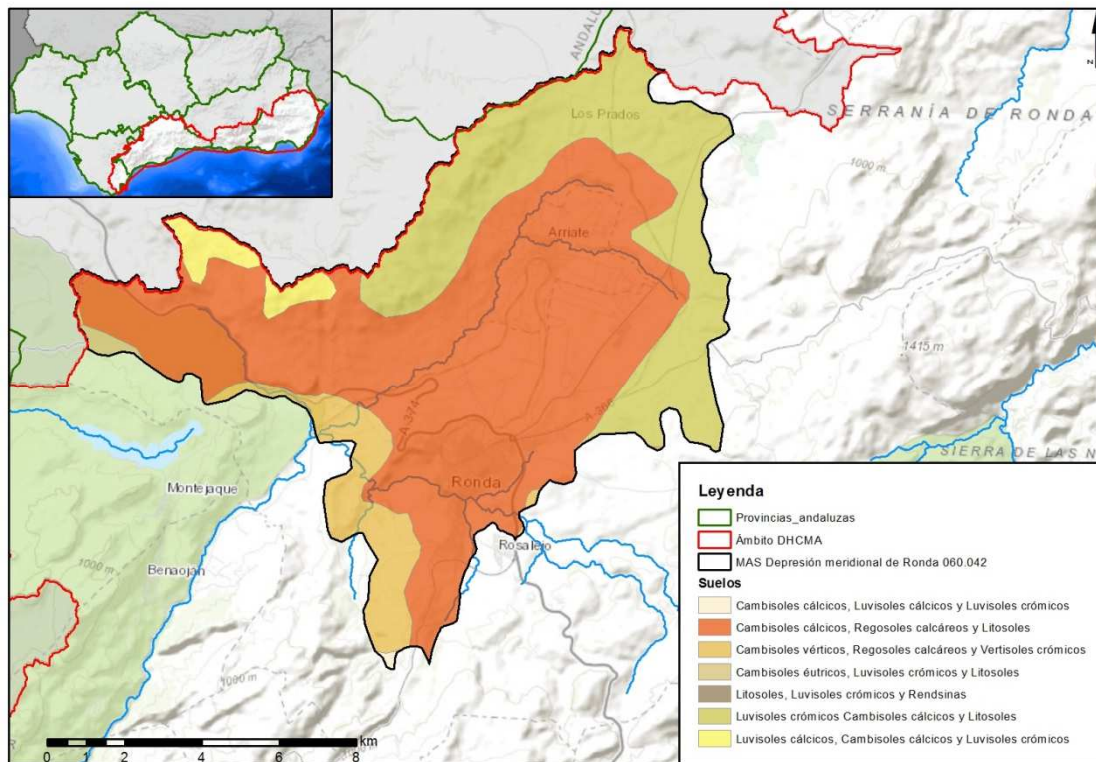 ANDALU
z
Los Prados
SERRANÍA DE RONDA
1000 m
Arriate
1415 m
A-374
A-366
SIERRA DE LAS N
Montejaque
Ronda
Rosalejo
1000 m
Benaoján
1000 m
0 2 4 6 8
km
Leyenda
Provincias_andaluzas
Ámbito DHCMA
MAS Depresión meridional de Ronda 060.042
Suelos
Cambisoles cálcicos, Luvisoles cálcicos y Luvisoles crómicos
Cambisoles cálcicos, Regosoles calcáreos y Litosoles
Cambisoles vérticos, Regosoles calcáreos y Vertisoles crómicos
Cambisoles éutricos, Luvisoles crómicos y Litosoles
Litosoles, Luvisoles crómicos y Rendsinas
Luvisoles crómicos Cambisoles cálcicos y Litosoles
Luvisoles cálcicos, Cambisoles cálcicos y Luvisoles crómicos